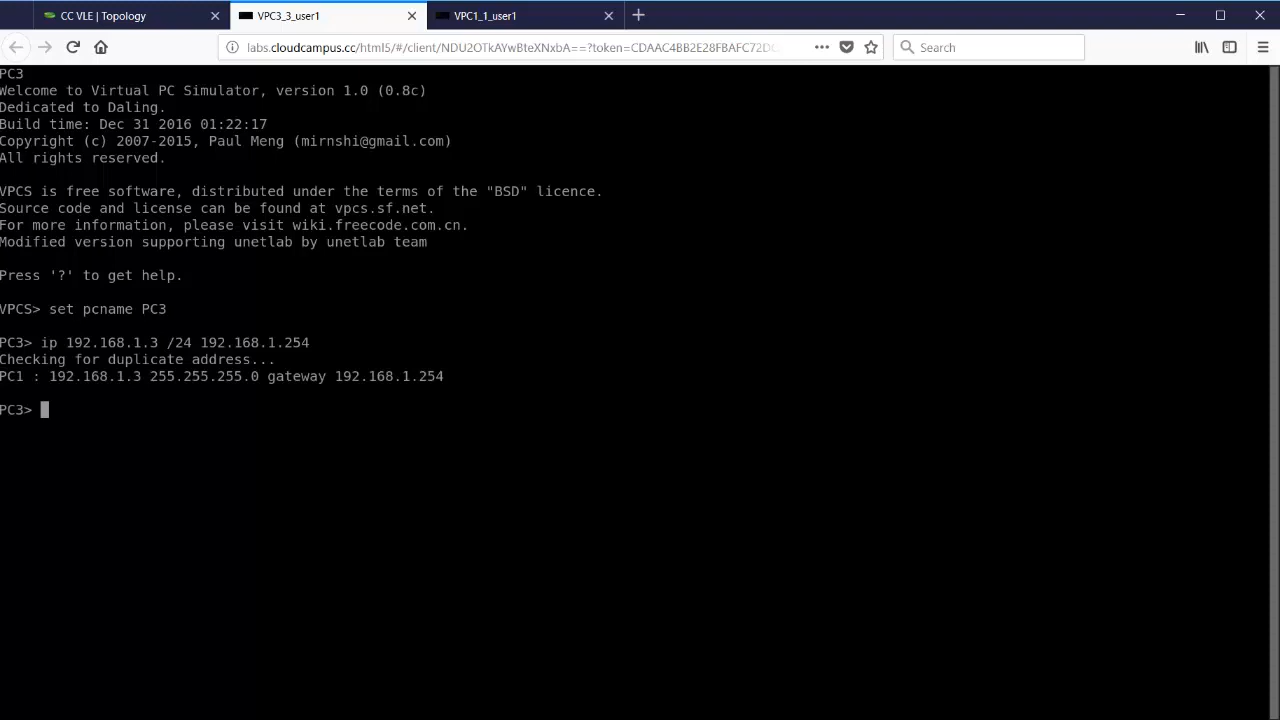 CC VLE | Topology
VPC3_3_user1
VPC1_1_user1
labs.cloudcampus.cc/html5/#/client/NDU2OTkAYwBteXNxbA==?token=CDAAC4BB2E28FBAFC72D
Search
PC3
Welcome to Virtual PC Simulator, version 1.0 (0.8c)
Dedicated to Daling.
Build time: Dec 31 2016 01:22:17
Copyright (c) 2007-2015, Paul Meng (mirnshi@gmail.com)
All rights reserved.
VPCS is free software, distributed under the terms of the "BSD" licence.
Source code and license can be found at vpcs.sf.net.
For more information, please visit wiki.freecode.com.cn.
Modified version supporting unetlab by unetlab team
Press '?' to get help.
VPCS> set pcname PC3
PC3> ip 192.168.1.3 /24 192.168.1.254
Checking for duplicate address...
PC1 : 192.168.1.3 255.255.255.0 gateway 192.168.1.254
PC3>